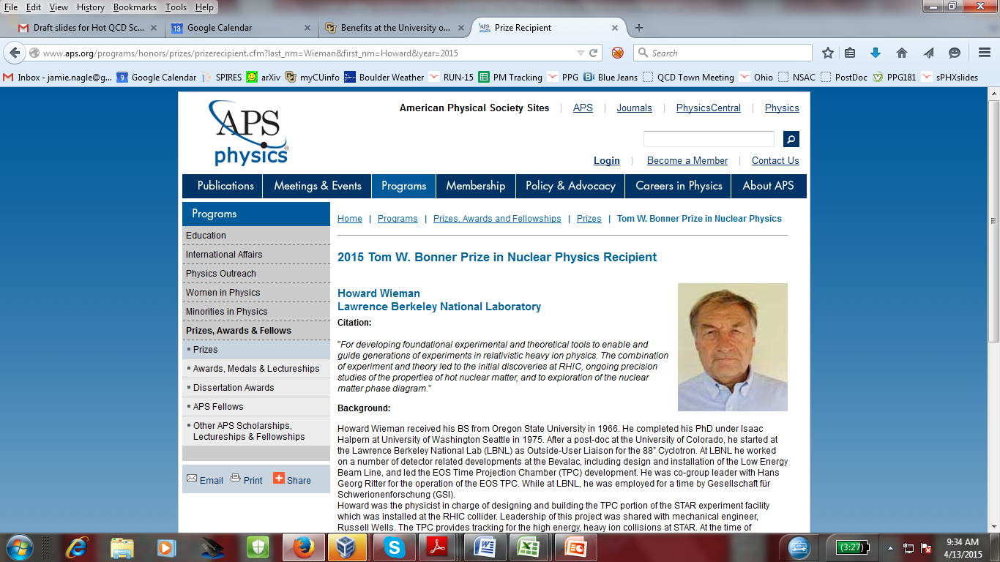 File Edit View History Bookmarks Tools Help
Draft slides for Hot QCD Sc... 13 Google Calendar Benefits at the University o... APS physics Prize Recipient
www.aps.org/programs/honors/prizes/prizerecipient.cfm?last_nm=Wieman&first_nm=Howard&year=2015 Search
Inbox - jamie.nagle@g... 9 Google Calendar SPIRES arXiv myCUinfo Boulder Weather RUN-15 PM Tracking PPG Blue Jeans QCD Town Meeting Ohio NSAC PostDoc PPG181 sPHXslides
APS
physics®
American Physical Society Sites | APS | Journals | PhysicsCentral | Physics
Login | Become a Member | Contact Us
Publications Meetings & Events Programs Membership Policy & Advocacy Careers in Physics About APS
Programs
Education
International Affairs
Physics Outreach
Women in Physics
Minorities in Physics
Prizes, Awards & Fellows
Prizes
Awards, Medals & Lectureships
Dissertation Awards
APS Fellows
Other APS Scholarships,
Lectureships & Fellowships
Email Print Share
Home | Programs | Prizes, Awards and Fellowships | Prizes | Tom W. Bonner Prize in Nuclear Physics
2015 Tom W. Bonner Prize in Nuclear Physics Recipient
Howard Wieman
Lawrence Berkeley National Laboratory
Citation:
"For developing foundational experimental and theoretical tools to enable and
guide generations of experiments in relativistic heavy ion physics. The combination
of experiment and theory led to the initial discoveries at RHIC, ongoing precision
studies of the properties of hot nuclear matter, and to exploration of the nuclear
matter phase diagram."
Background:
Howard Wieman received his BS from Oregon State University in 1966. He completed his PhD under Isaac
Halpern at University of Washington Seattle in 1975. After a post-doc at the University of Colorado, he started at
the Lawrence Berkeley National Lab (LBNL) as Outside-User Liaison for the 88” Cyclotron. At LBNL he worked
on a number of detector related developments at the Bevalac, including design and installation of the Low Energy
Beam Line, and led the EOS Time Projection Chamber (TPC) development. He was co-group leader with Hans
Georg Ritter for the operation of the EOS TPC. While at LBNL, he was employed for a time by Gesellschaft für
Schwerionenforschung (GSI).
Howard was the physicist in charge of designing and building the TPC portion of the STAR experiment facility
which was installed at the RHIC collider. Leadership of this project was shared with mechanical engineer,
Russell Wells. The TPC provides tracking for the high energy, heavy ion collisions at STAR. At the time of
(3:27)
9:34 AM
4/13/2015